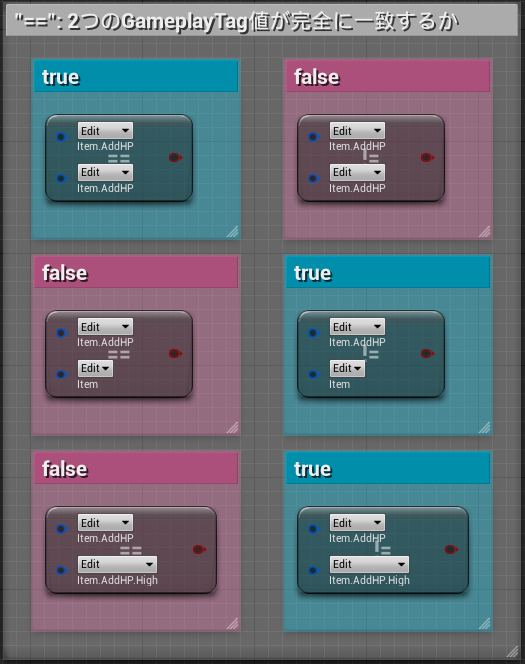 "==": 2つのGameplayTag値が完全に一致するか
true
Edit
Item.AddHP
==
Edit
Item.AddHP
false
Edit
Item.AddHP
!=
Edit
Item.AddHP
false
Edit
Item.AddHP
==
Edit
Item
true
Edit
Item.AddHP
!=
Edit
Item
false
Edit
Item.AddHP
==
Edit
Item.AddHP.High
true
Edit
Item.AddHP
!=
Edit
Item.AddHP.High